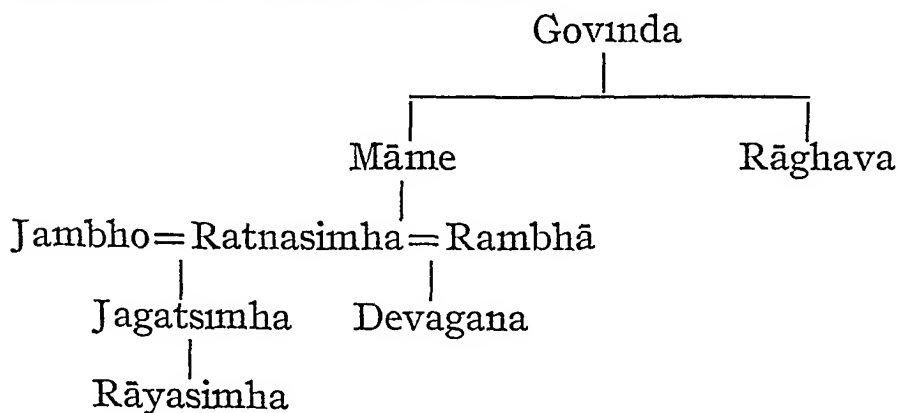 Govinda
Māme Rāghava
Jambho=Ratnasimha=Rambhā
Jagatsimha Devagana
Rāyasimha